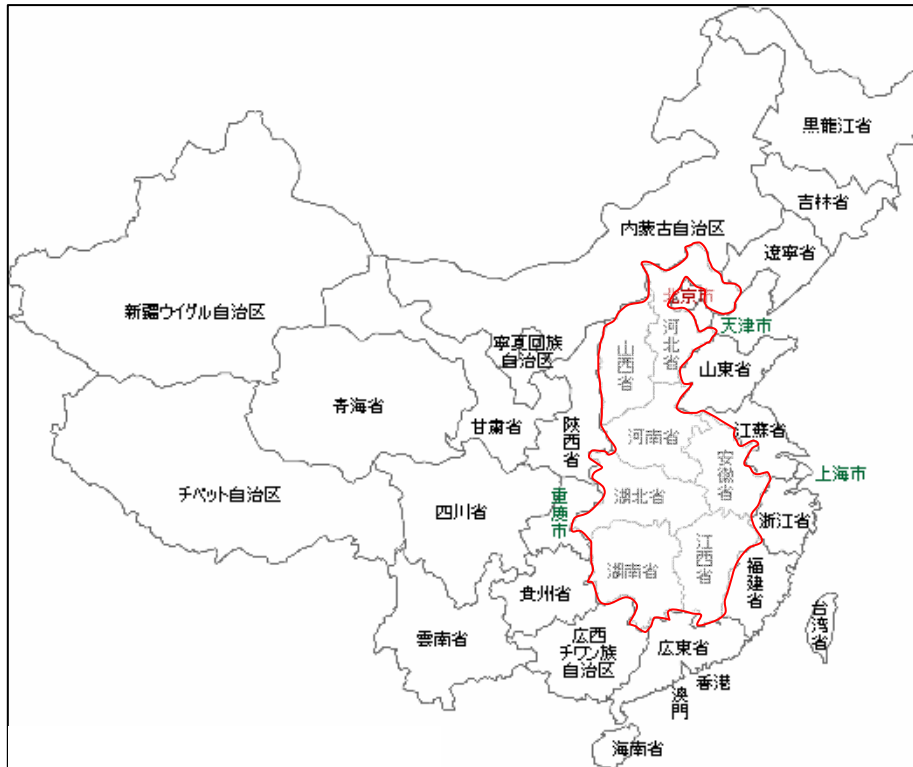 黒龍江省
吉林省
内蒙古自治区
遼寧省
北京市
新疆ウイグル自治区
天津市
河北省
寧夏回族
自治区
山西省
山東省
青海省
甘粛省
陝西省
河南省
江蘇省
安徽省
上海市
チベット自治区
四川省
重慶市
湖北省
浙江省
江西省
湖南省
福建省
貴州省
台湾省
雲南省
広西
チワン族
自治区
広東省
香港
澳門
海南省